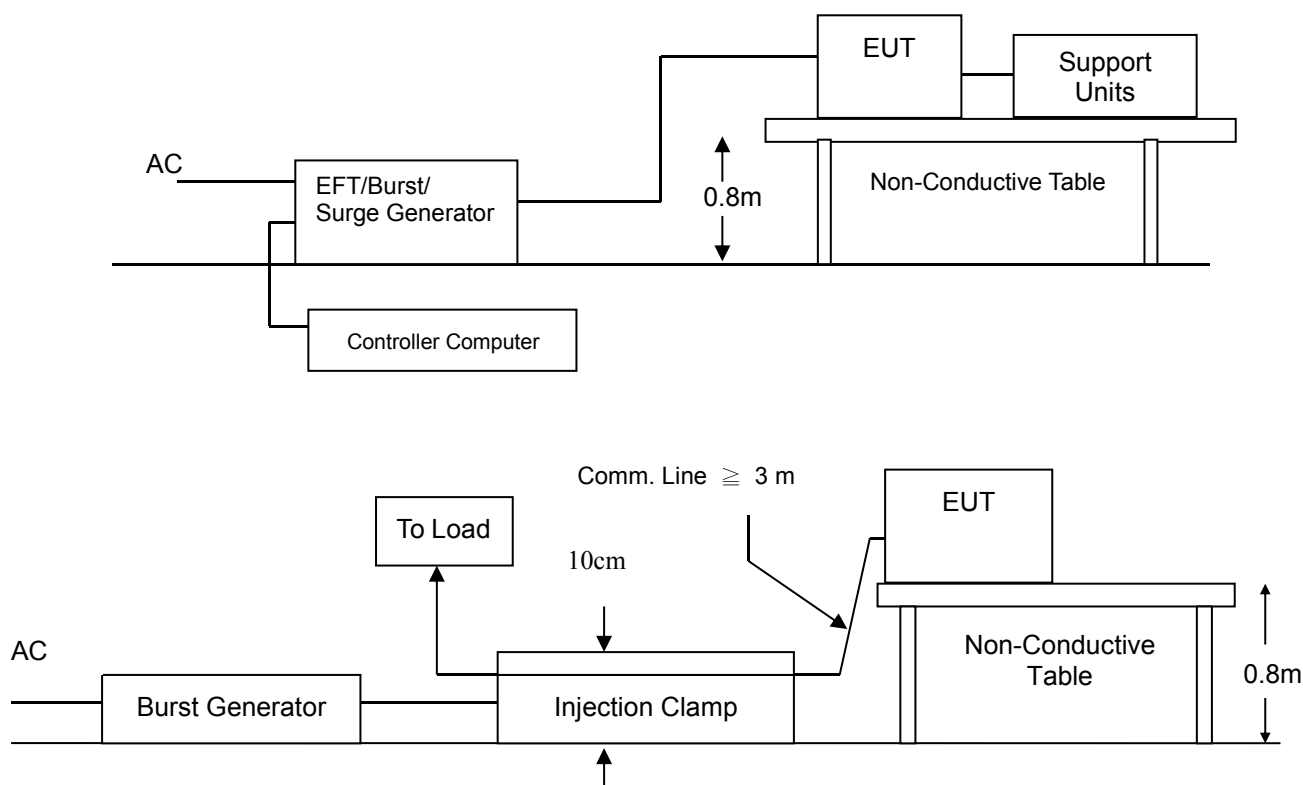 EUT
Support
Units
AC
EFT/Burst/
Surge Generator
0.8m
Non-Conductive Table
Controller Computer
Comm. Line ≧ 3 m
EUT
To Load
10cm
AC
Non-Conductive
Table
0.8m
Burst Generator
Injection Clamp